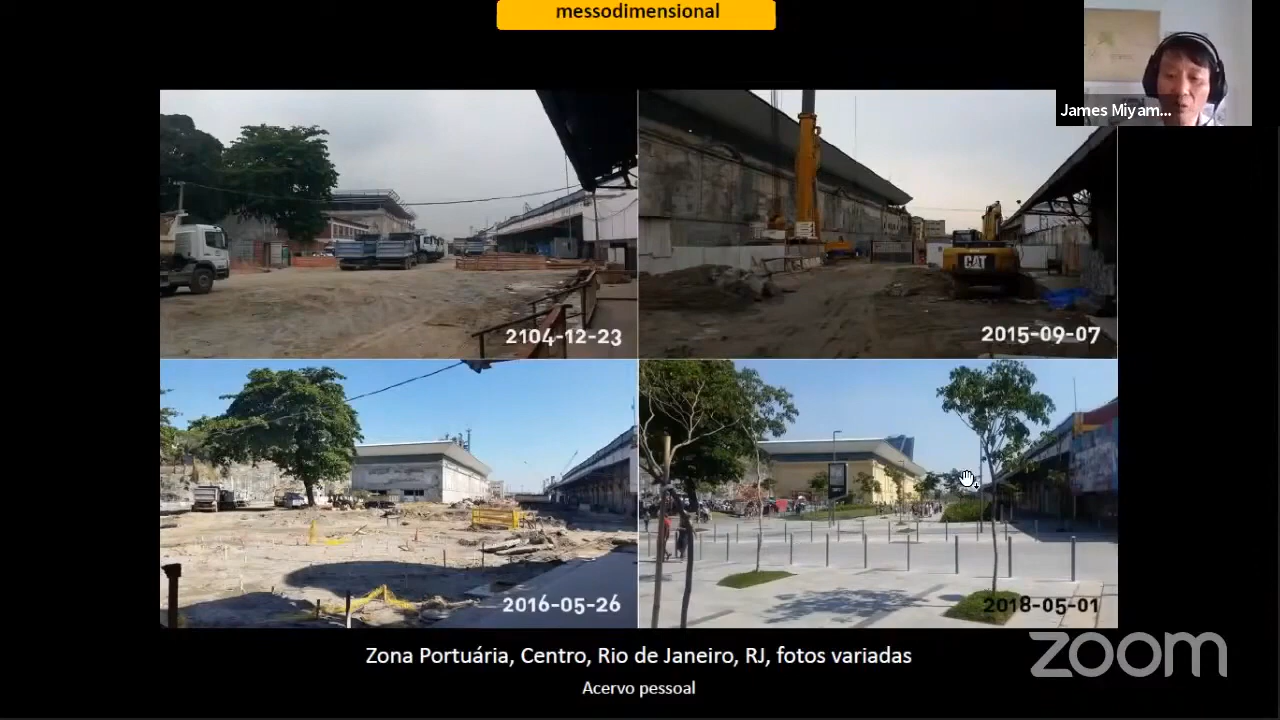 messodimensional
James Miyam...
2104-12-23
CAT
2015-09-07
2016-05-26
2018-05-01
Zona Portuária, Centro, Rio de Janeiro, RJ, fotos variadas
zoom
Acervo pessoal